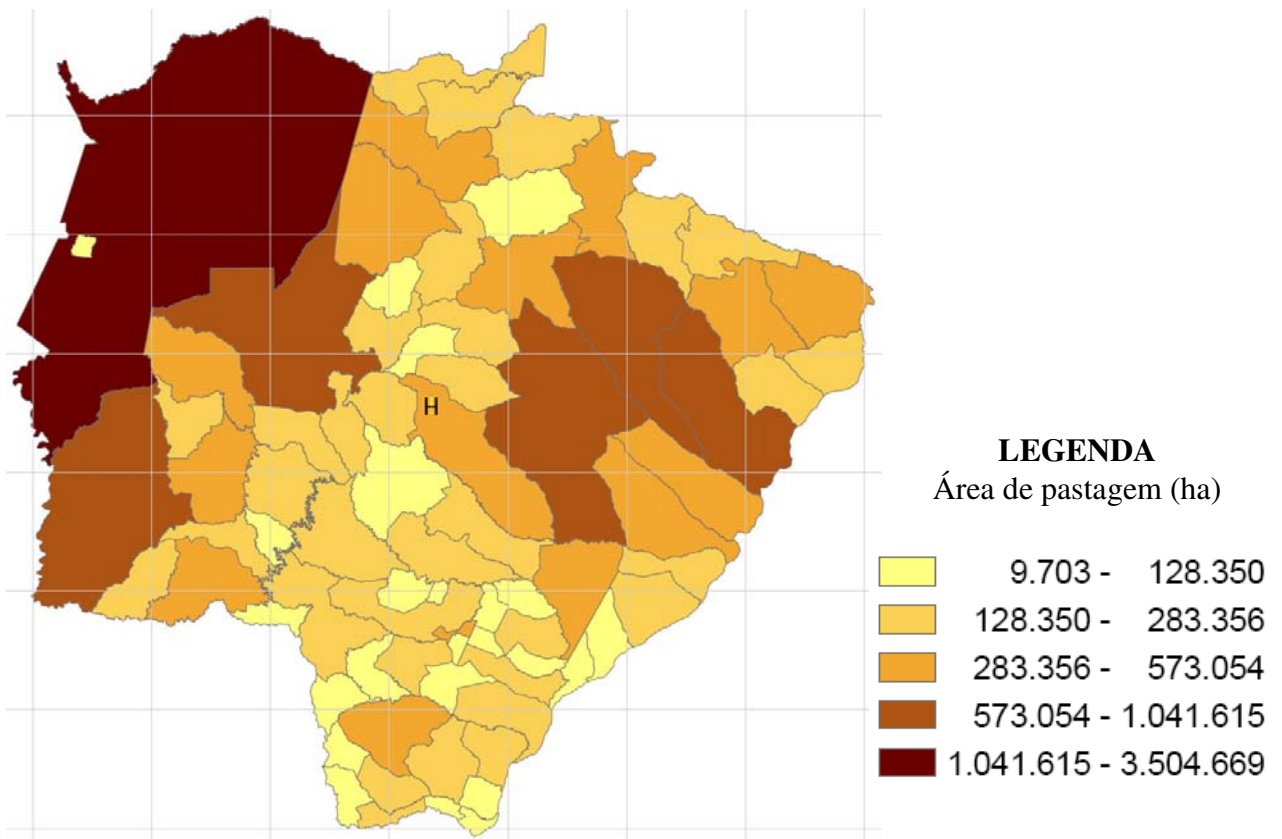 H
LEGENDA
Área de pastagem (ha)
9.703 - 128.350
128.350 - 283.356
283.356 - 573.054
573.054 - 1.041.615
1.041.615 - 3.504.669